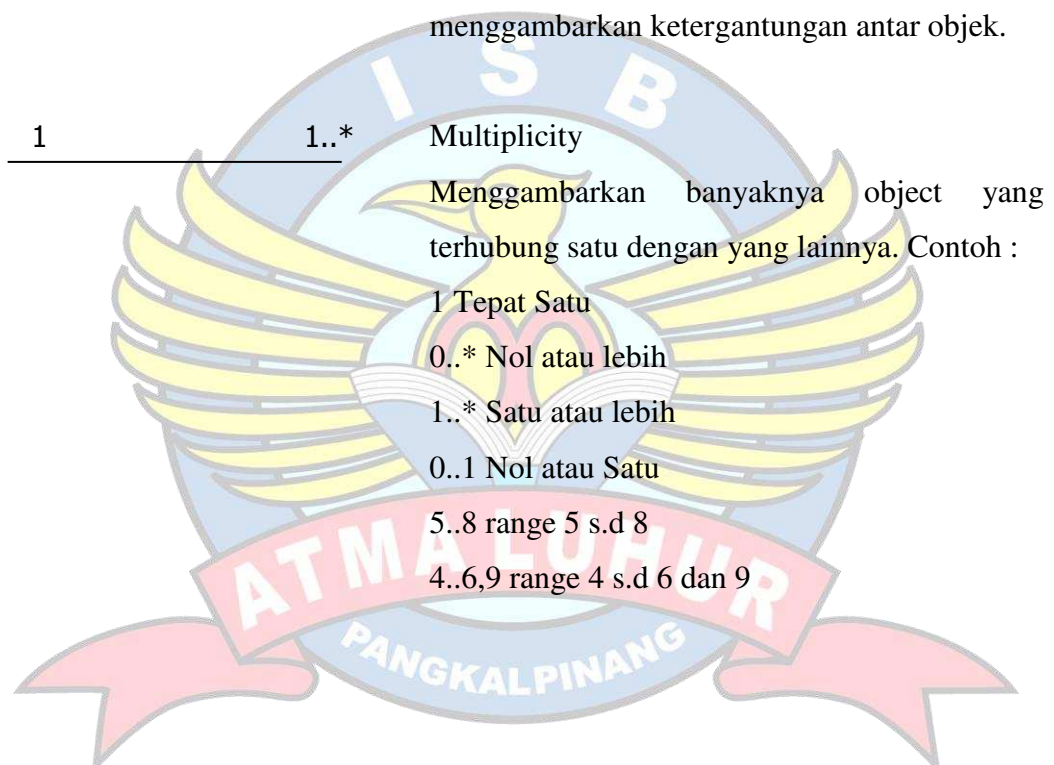 menggambarkan ketergantungan antar objek.
1 1..* Multiplicity
Menggambarkan banyaknya object yang
terhubung satu dengan yang lainnya. Contoh :
1 Tepat Satu
0..* Nol atau lebih
1..* Satu atau lebih
0..1 Nol atau Satu
5..8 range 5 s.d 8
4..6,9 range 4 s.d 6 dan 9
ISB
ATMA LUHUR
PANGKALPINANG